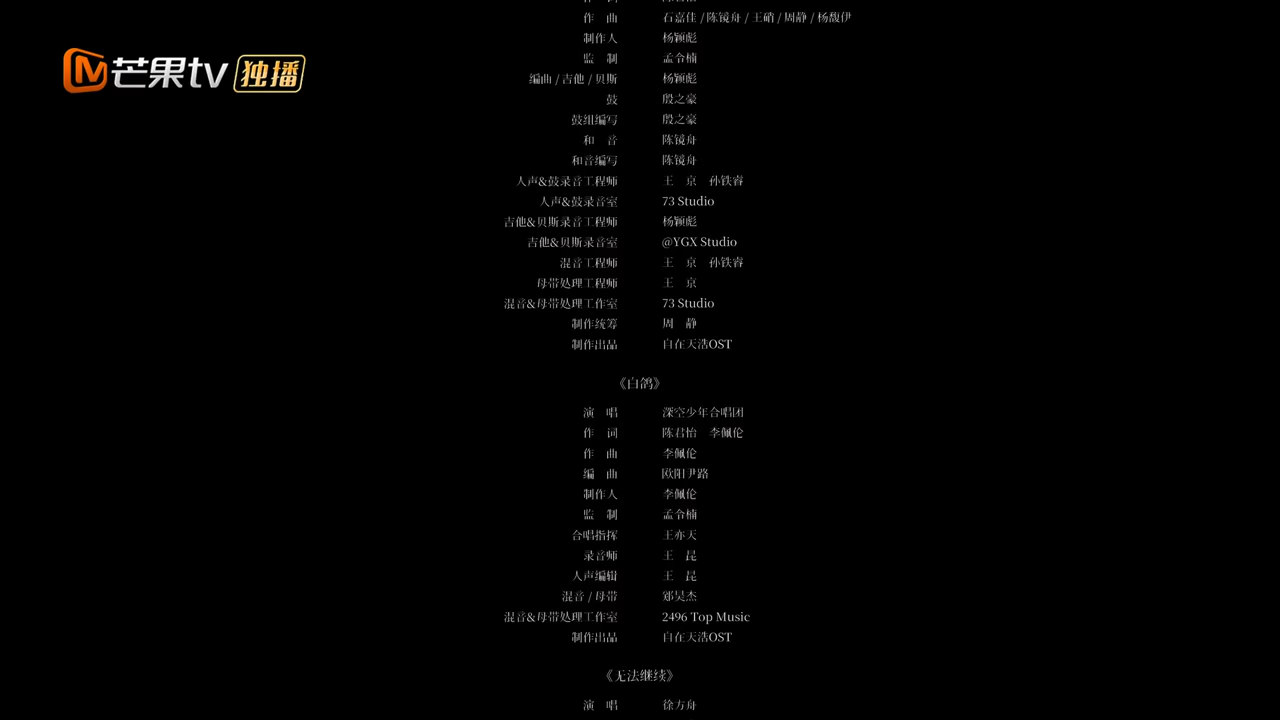 作 曲 石嘉佳 / 陈镜舟 / 王硝 / 周静 / 杨馥伊
芒果tv 独播
制作人 杨颖彪
监 制 孟令楠
编曲 / 吉他 / 贝斯 杨颖彪
鼓 殷之豪
鼓组编写 殷之豪
和 音 陈镜舟
和音编写 陈镜舟
人声&鼓录音工程师 王 京 孙铁睿
人声&鼓录音室 73 Studio
吉他&贝斯录音工程师 杨颖彪
吉他&贝斯录音室 @YGX Studio
混音工程师 王 京 孙铁睿
母带处理工程师 王 京
混音&母带处理工作室 73 Studio
制作统筹 周 静
制作出品 自在天浩OST
《白鸽》
演 唱 深空少年合唱团
作 词 陈君怡 李佩伦
作 曲 李佩伦
编 曲 欧阳尹路
制作人 李佩伦
监 制 孟令楠
合唱指挥 王亦天
录音师 王 昆
人声编辑 王 昆
混音 / 母带 郑昊杰
混音&母带处理工作室 2496 Top Music
制作出品 自在天浩OST
《无法继续》
演 唱 徐方舟